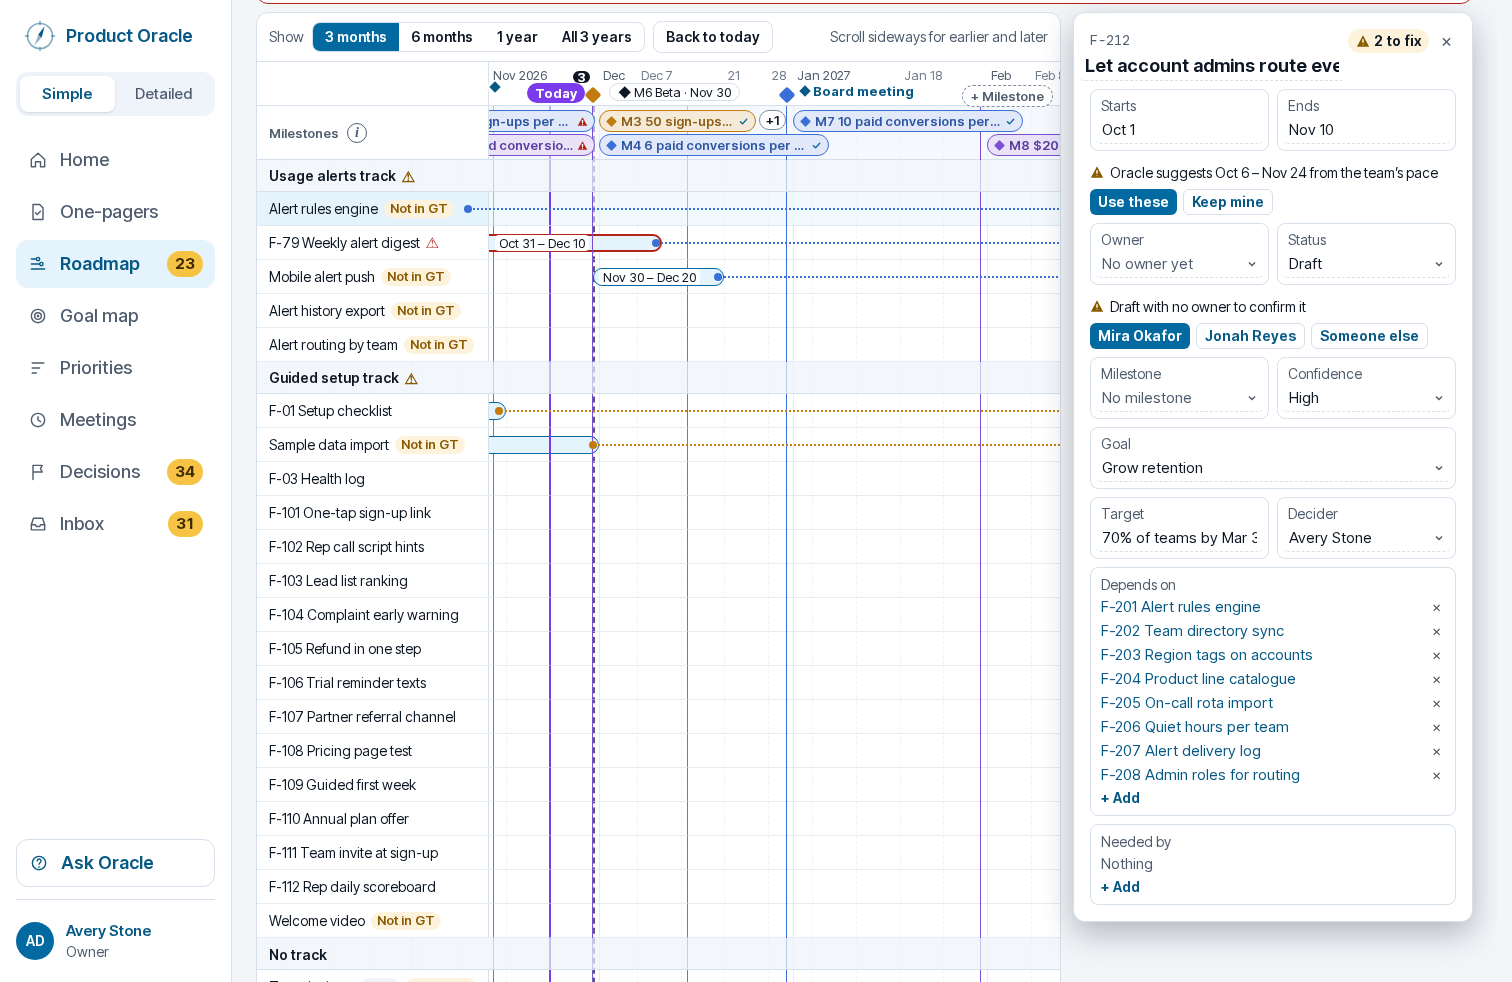 Product Oracle
Simple
Detailed
Home
One-pagers
Roadmap 23
Goal map
Priorities
Meetings
Decisions 34
Inbox 31
Ask Oracle
AD
Avery Stone
Owner
Show
3 months
6 months
1 year
All 3 years
Back to today
Scroll sideways for earlier and later
Nov 2026
3
Dec
Dec 7
21
28
Jan 2027
Jan 18
Feb
Feb
Today
M6 Beta · Nov 30
Board meeting
+ Milestone
Milestones i
gn-ups per ...
M3 50 sign-ups...
+1
M7 10 paid conversions per...
d conversio...
M4 6 paid conversions per ...
M8 $20
Usage alerts track
Alert rules engine Not in GT
F-79 Weekly alert digest
Oct 31 – Dec 10
Mobile alert push Not in GT
Nov 30 – Dec 20
Alert history export Not in GT
Alert routing by team Not in GT
Guided setup track
F-01 Setup checklist
Sample data import Not in GT
F-03 Health log
F-101 One-tap sign-up link
F-102 Rep call script hints
F-103 Lead list ranking
F-104 Complaint early warning
F-105 Refund in one step
F-106 Trial reminder texts
F-107 Partner referral channel
F-108 Pricing page test
F-109 Guided first week
F-110 Annual plan offer
F-111 Team invite at sign-up
F-112 Rep daily scoreboard
Welcome video Not in GT
No track
F-212
2 to fix
×
Let account admins route eve
Starts
Oct 1
Ends
Nov 10
Oracle suggests Oct 6 – Nov 24 from the team's pace
Use these
Keep mine
Owner
No owner yet
Status
Draft
Draft with no owner to confirm it
Mira Okafor
Jonah Reyes
Someone else
Milestone
No milestone
Confidence
High
Goal
Grow retention
Target
70% of teams by Mar 3
Decider
Avery Stone
Depends on
F-201 Alert rules engine ×
F-202 Team directory sync ×
F-203 Region tags on accounts ×
F-204 Product line catalogue ×
F-205 On-call rota import ×
F-206 Quiet hours per team ×
F-207 Alert delivery log ×
F-208 Admin roles for routing ×
+ Add
Needed by
Nothing
+ Add